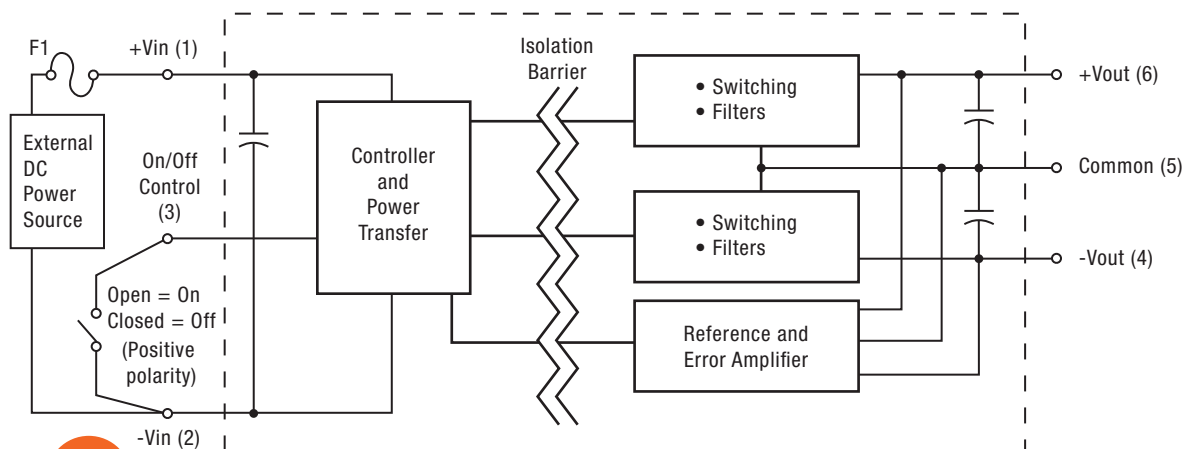 F1
+Vin (1)
External
DC
Power
Source
On/Off
Control
(3)
Open = On
Closed = Off
(Positive
polarity)
-Vin (2)
Controller
and
Power
Transfer
Isolation
Barrier
• Switching
• Filters
• Switching
• Filters
Reference and
Error Amplifier
+Vout (6)
Common (5)
-Vout (4)